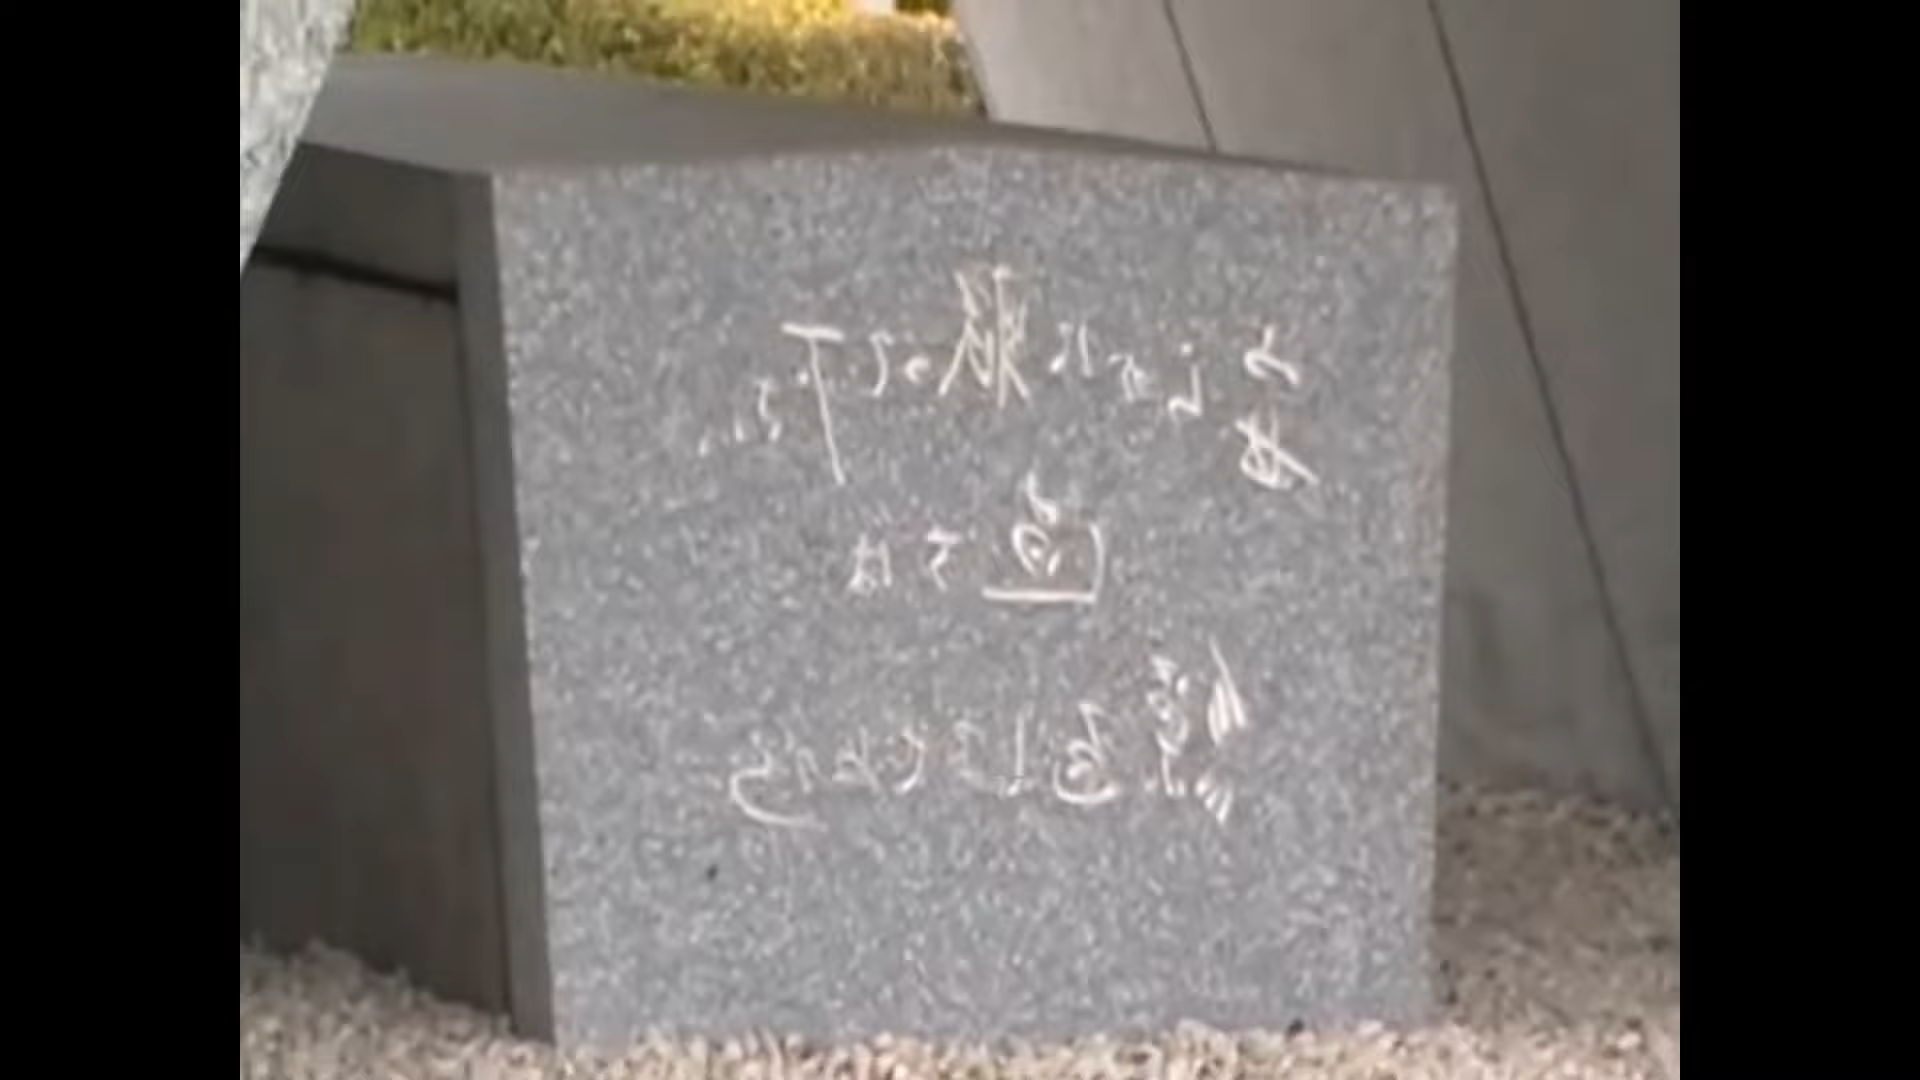 安らかに眠って下さい
過ちは
繰返しませぬから